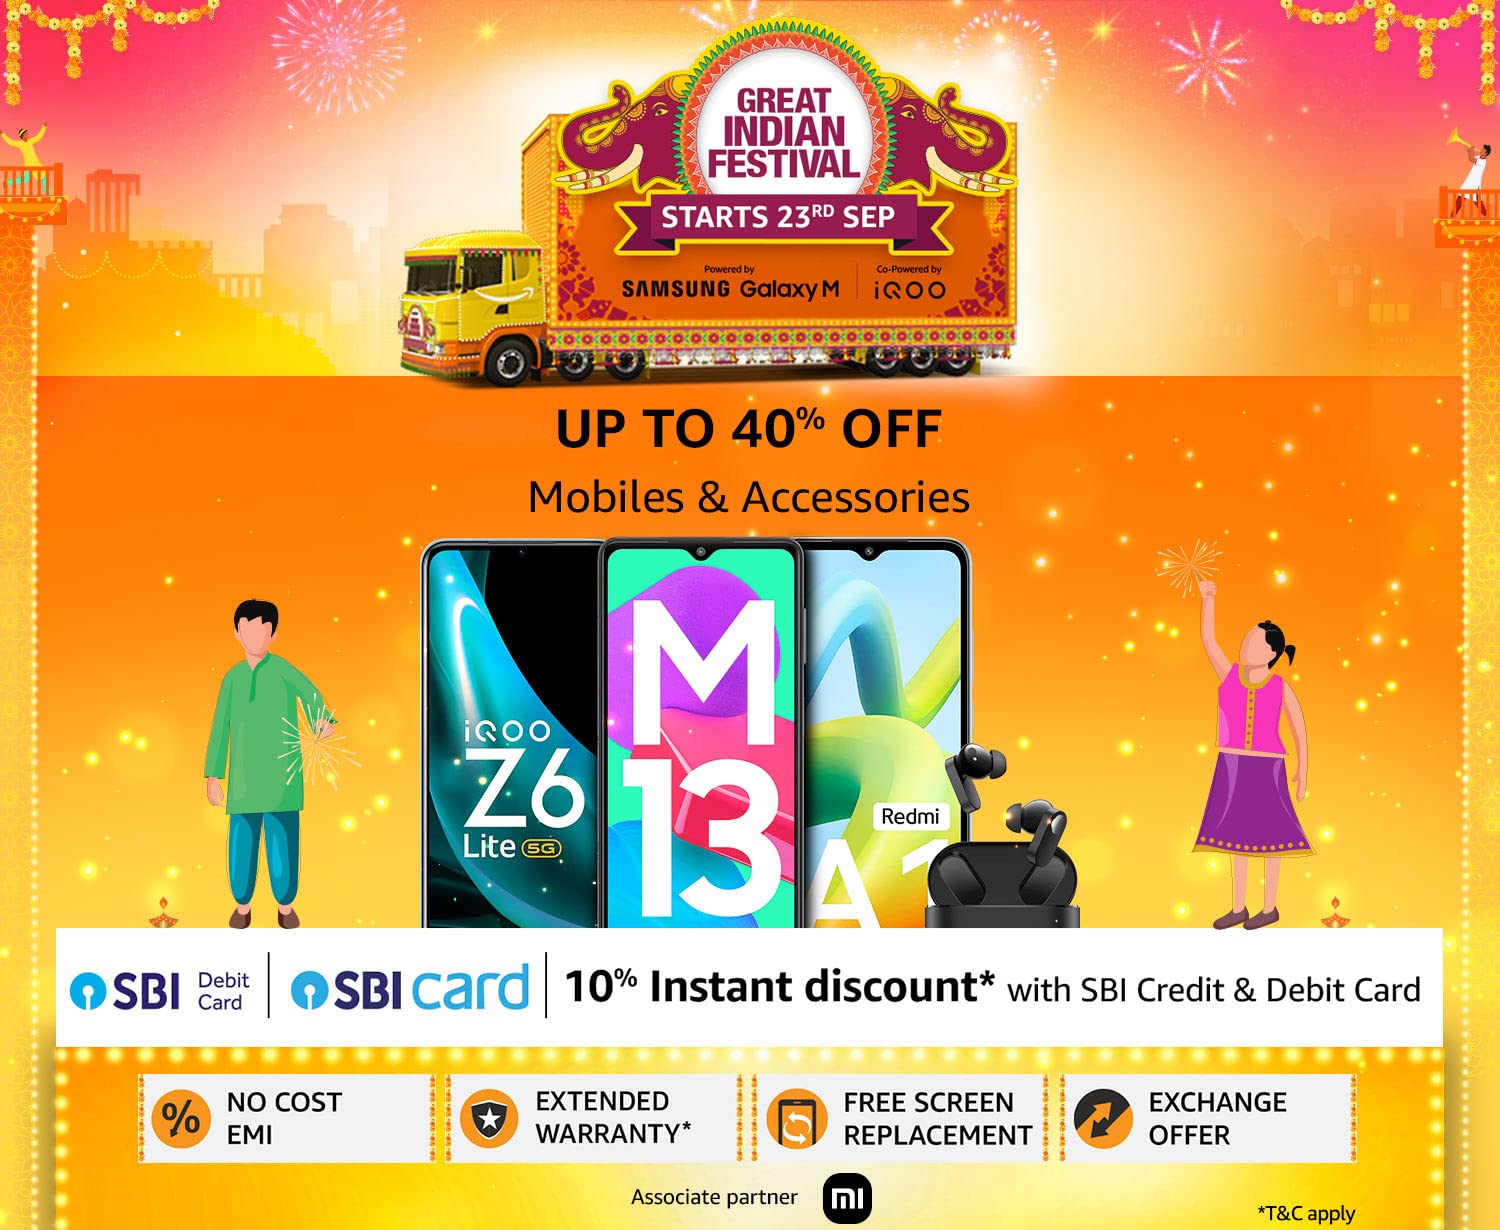 GREAT
INDIAN
FESTIVAL
STARTS 23RD SEP
Powered by
SAMSUNG Galaxy M
Co-Powered by
iQOO
UP TO 40% OFF
Mobiles & Accessories
iQOO
Z6
Lite 5G
M
13
Redmi
A1
SBI Debit Card
SBI card
10% Instant discount* with SBI Credit & Debit Card
% NO COST
EMI
EXTENDED
WARRANTY*
FREE SCREEN
REPLACEMENT
EXCHANGE
OFFER
Associate partner mi
*T&C apply